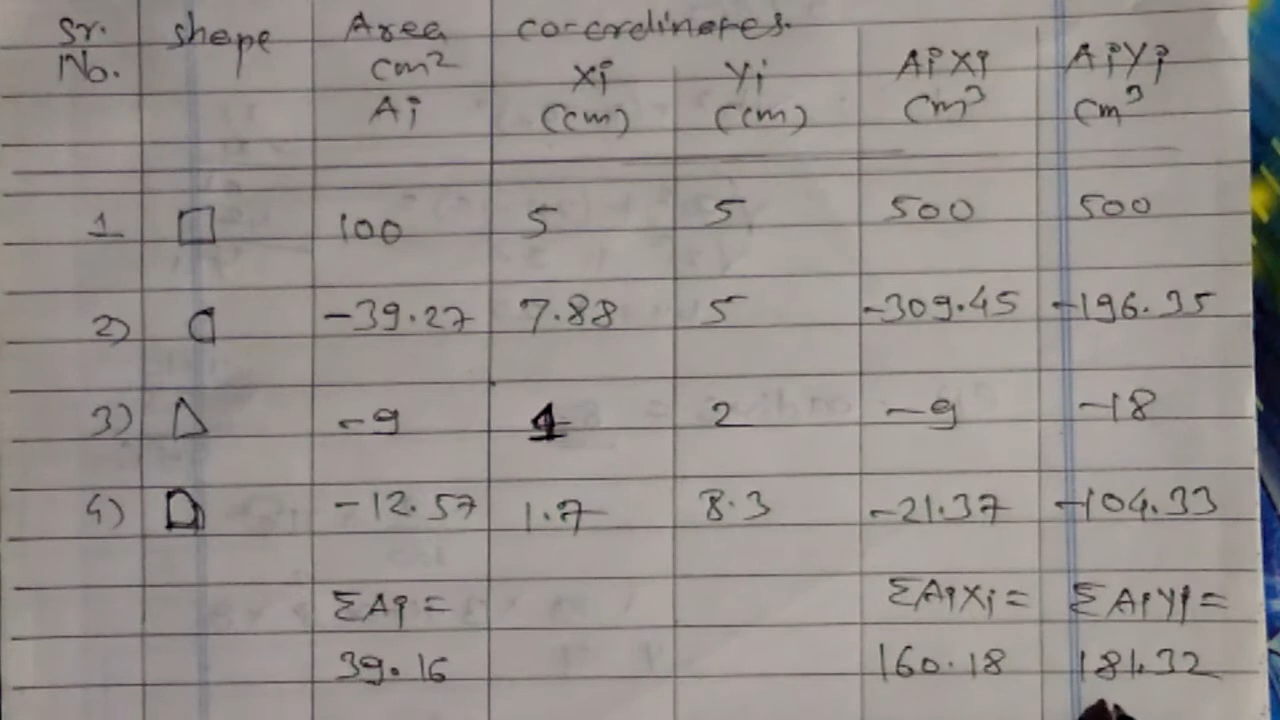 Sr. No. shape Area cm² Ai co-ordinates. Xi (cm) Yi (cm) AiXi cm³ AiYi cm³
1 100 5 5 500 500
2) -39.27 7.88 5 -309.45 -196.35
3) -9 1 2 -9 -18
4) -12.57 1.7 8.3 -21.37 -104.33
ΣAi = ΣAiXi = ΣAiYi =
39.16 160.18 181.32